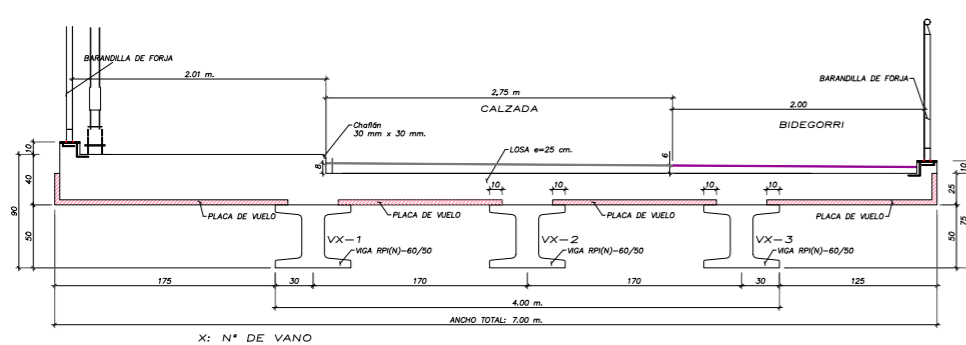 BARANDILLA DE FORJA
2.01 m.
2,75 m
CALZADA
2.00
BIDEGORRI
BARANDILLA DE FORJA
Chaflán
30 mm x 30 mm.
LOSA e=25 cm.
10
8
6
10
40
90
50
10
10
10
10
10
25
50
75
PLACA DE VUELO
PLACA DE VUELO
PLACA DE VUELO
PLACA DE VUELO
VX-1
VX-2
VX-3
VIGA RPI(N)-60/50
VIGA RPI(N)-60/50
VIGA RPI(N)-60/50
175
30
170
170
30
125
4.00 m.
ANCHO TOTAL: 7.00 m.
X: Nº DE VANO